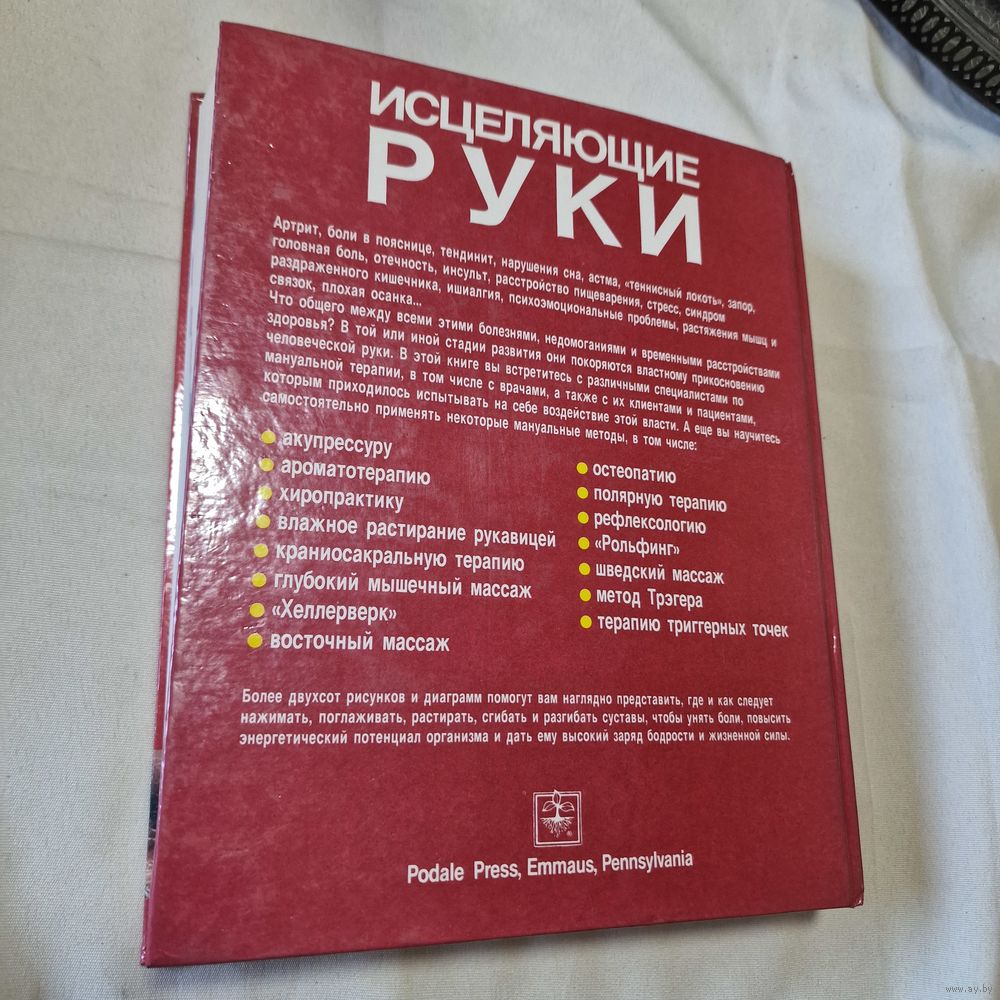 ИСЦЕЛЯЮЩИЕ
РУКИ
Артрит, боли в пояснице, тендинит, нарушения сна, астма, «теннисный локоть», запор,
головная боль, отечность, инсульт, расстройство пищеварения, стресс, синдром
раздраженного кишечника, ишиалгия, психоэмоциональные проблемы, растяжения мышц и
связок, плохая осанка...
Что общего между всеми этими болезнями, недомоганиями и временными расстройствами
здоровья? В той или иной стадии развития они покоряются властному прикосновению
человеческой руки. В этой книге вы встретитесь с различными специалистами по
мануальной терапии, в том числе с врачами, а также с их клиентами и пациентами,
которым приходилось испытывать на себе воздействие этой власти. А еще вы научитесь
самостоятельно применять некоторые мануальные методы, в том числе:
акупрессуру
ароматотерапию
хиропрактику
влажное растирание рукавицей
краниосакральную терапию
глубокий мышечный массаж
«Хеллерверк»
восточный массаж
остеопатию
полярную терапию
рефлексологию
«Рольфинг»
шведский массаж
метод Трэгера
терапию триггерных точек
Более двухсот рисунков и диаграмм помогут вам наглядно представить, где и как следует
нажимать, поглаживать, растирать, сгибать и разгибать суставы, чтобы унять боли, повысить
энергетический потенциал организма и дать ему высокий заряд бодрости и жизненной силы.
®
Podale Press, Emmaus, Pennsylvania
www.ay.by